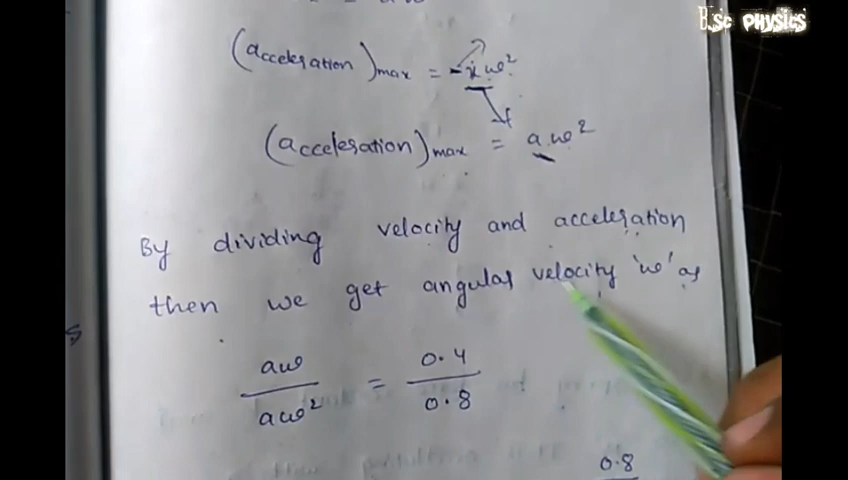 B.Sc PHYSICS
(acceleration)max = -xω²
(acceleration)max = aω²
By dividing velocity and acceleration
then we get angular velocity 'ω' as
aω / aω² = 0.4 / 0.8
0.8